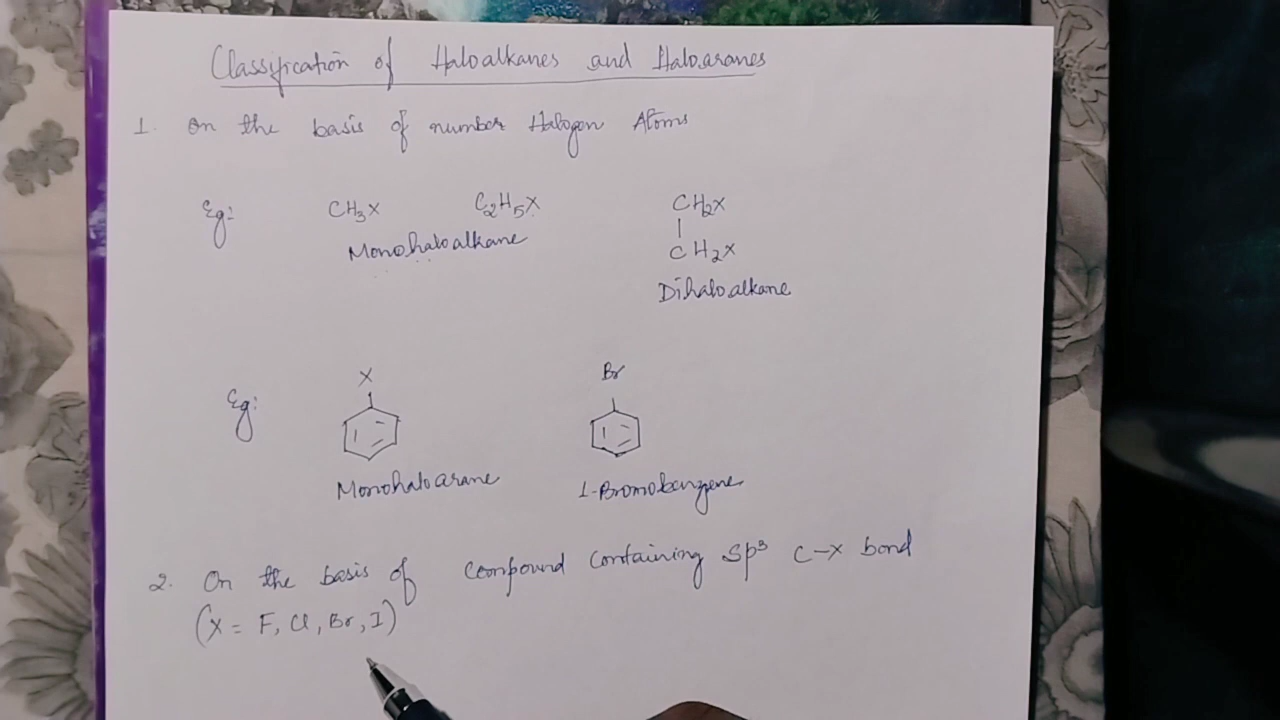 Classification of Haloalkanes and Haloarenes
1. On the basis of number Halogen Atoms
Eg: CH3X C2H5X CH2X
CH2X
Monohaloalkane
Dihaloalkane
X Br
Eg:
Monohaloarane 1-Bromobenzene
2. On the basis of compound containing Sp³ C-X bond
(X = F, Cl, Br, I)